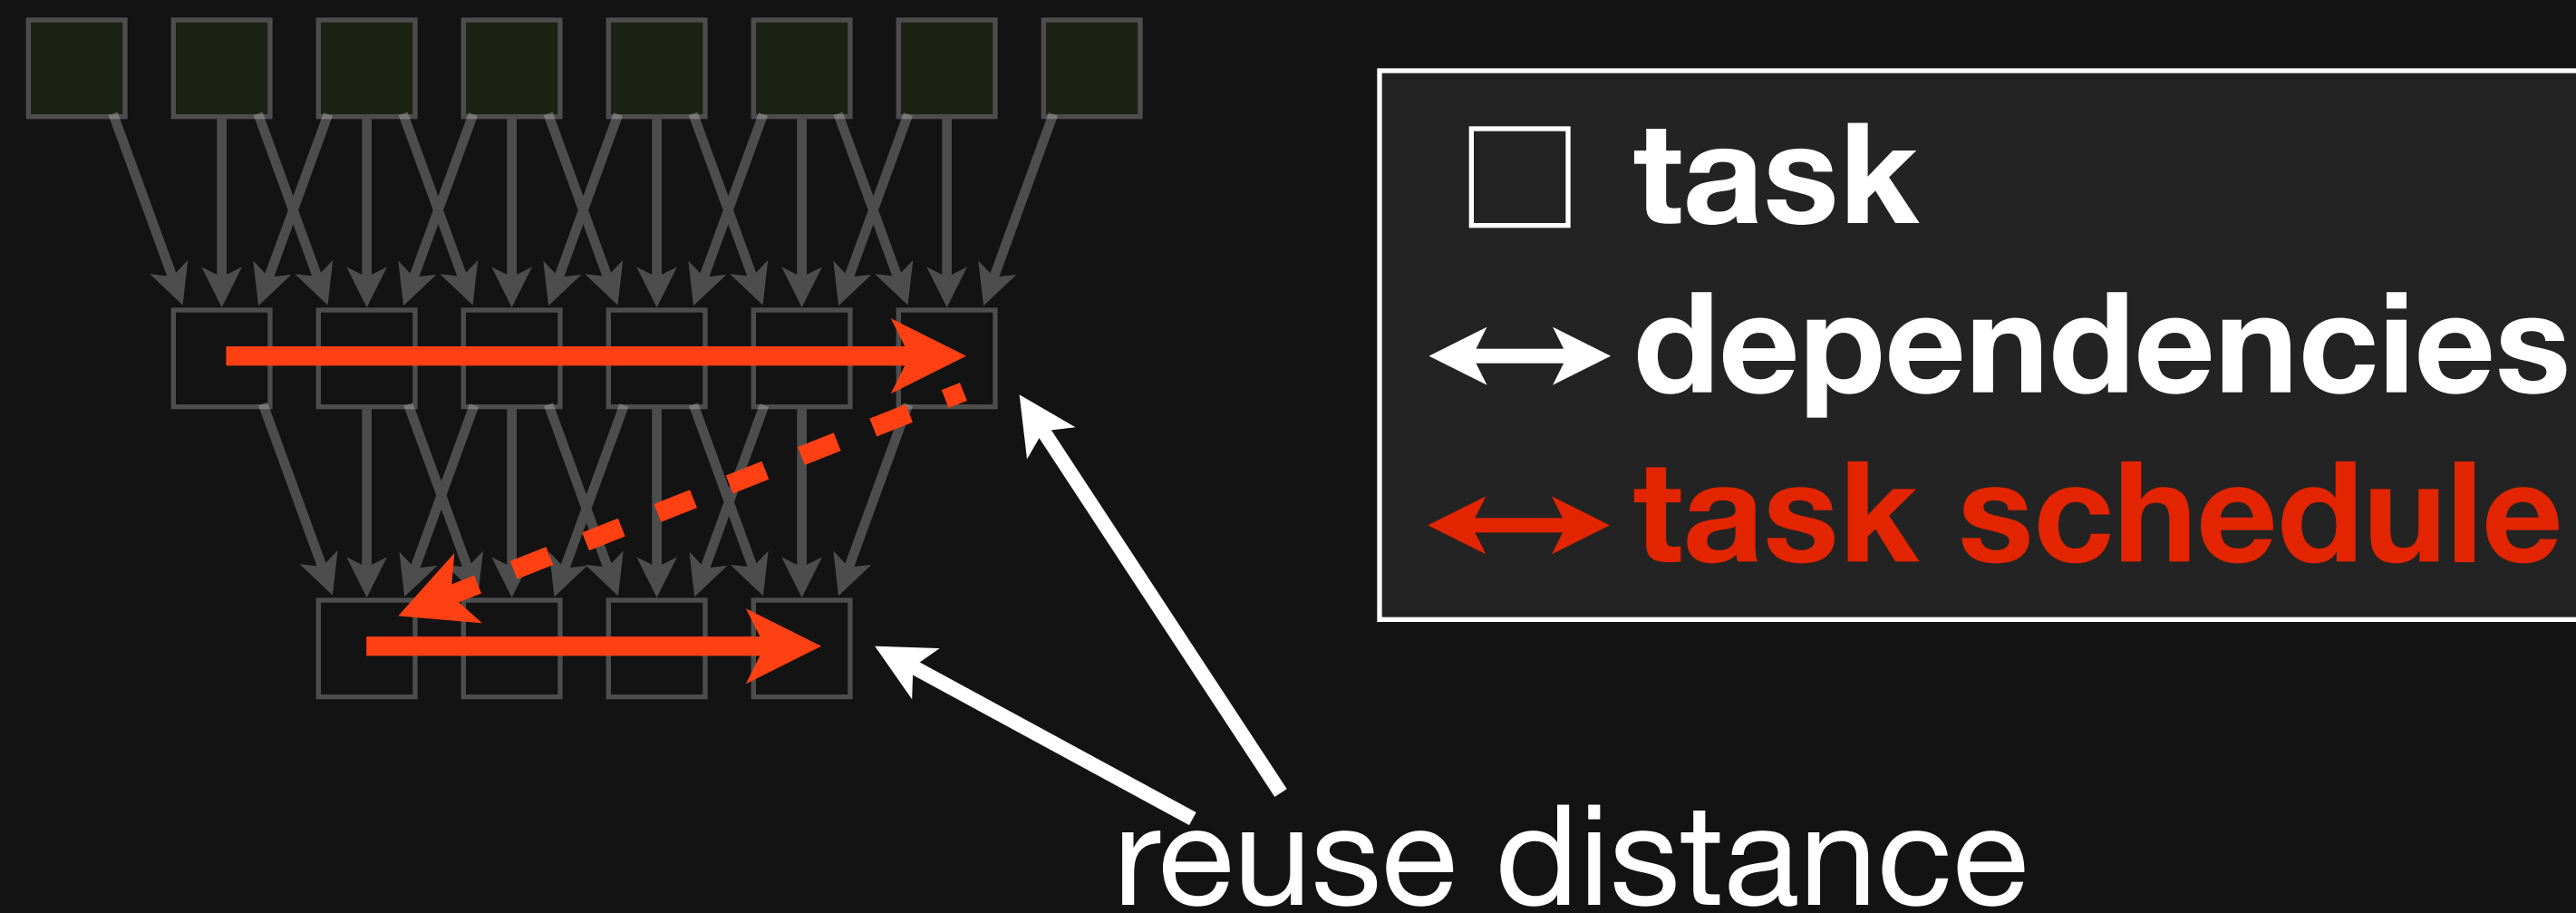 task
dependencies
task schedule
reuse distance